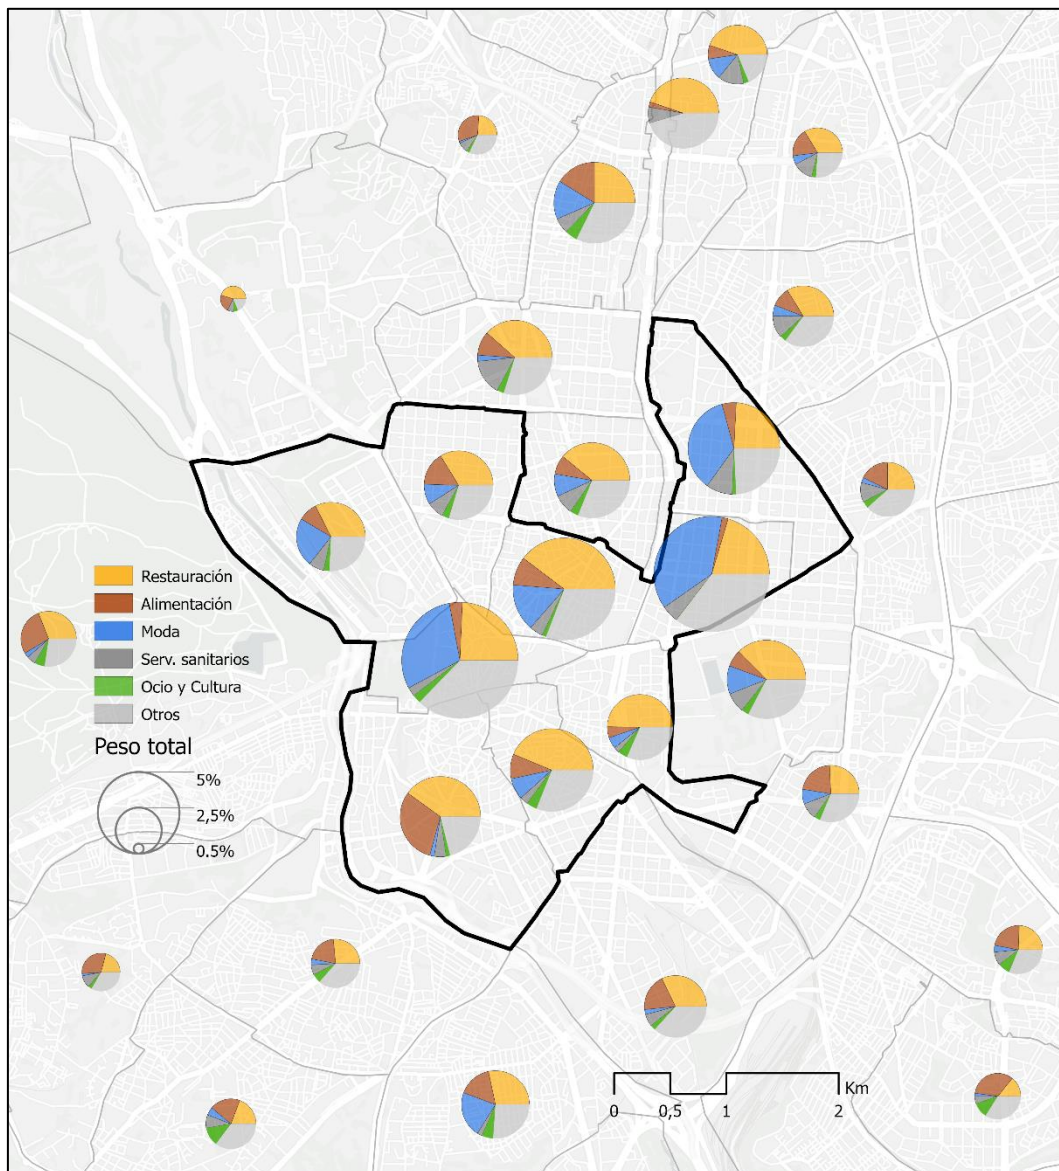 Restauración
Alimentación
Moda
Serv. sanitarios
Ocio y Cultura
Otros
Peso total
5%
2,5%
0.5%
Km
0 0,5 1 2